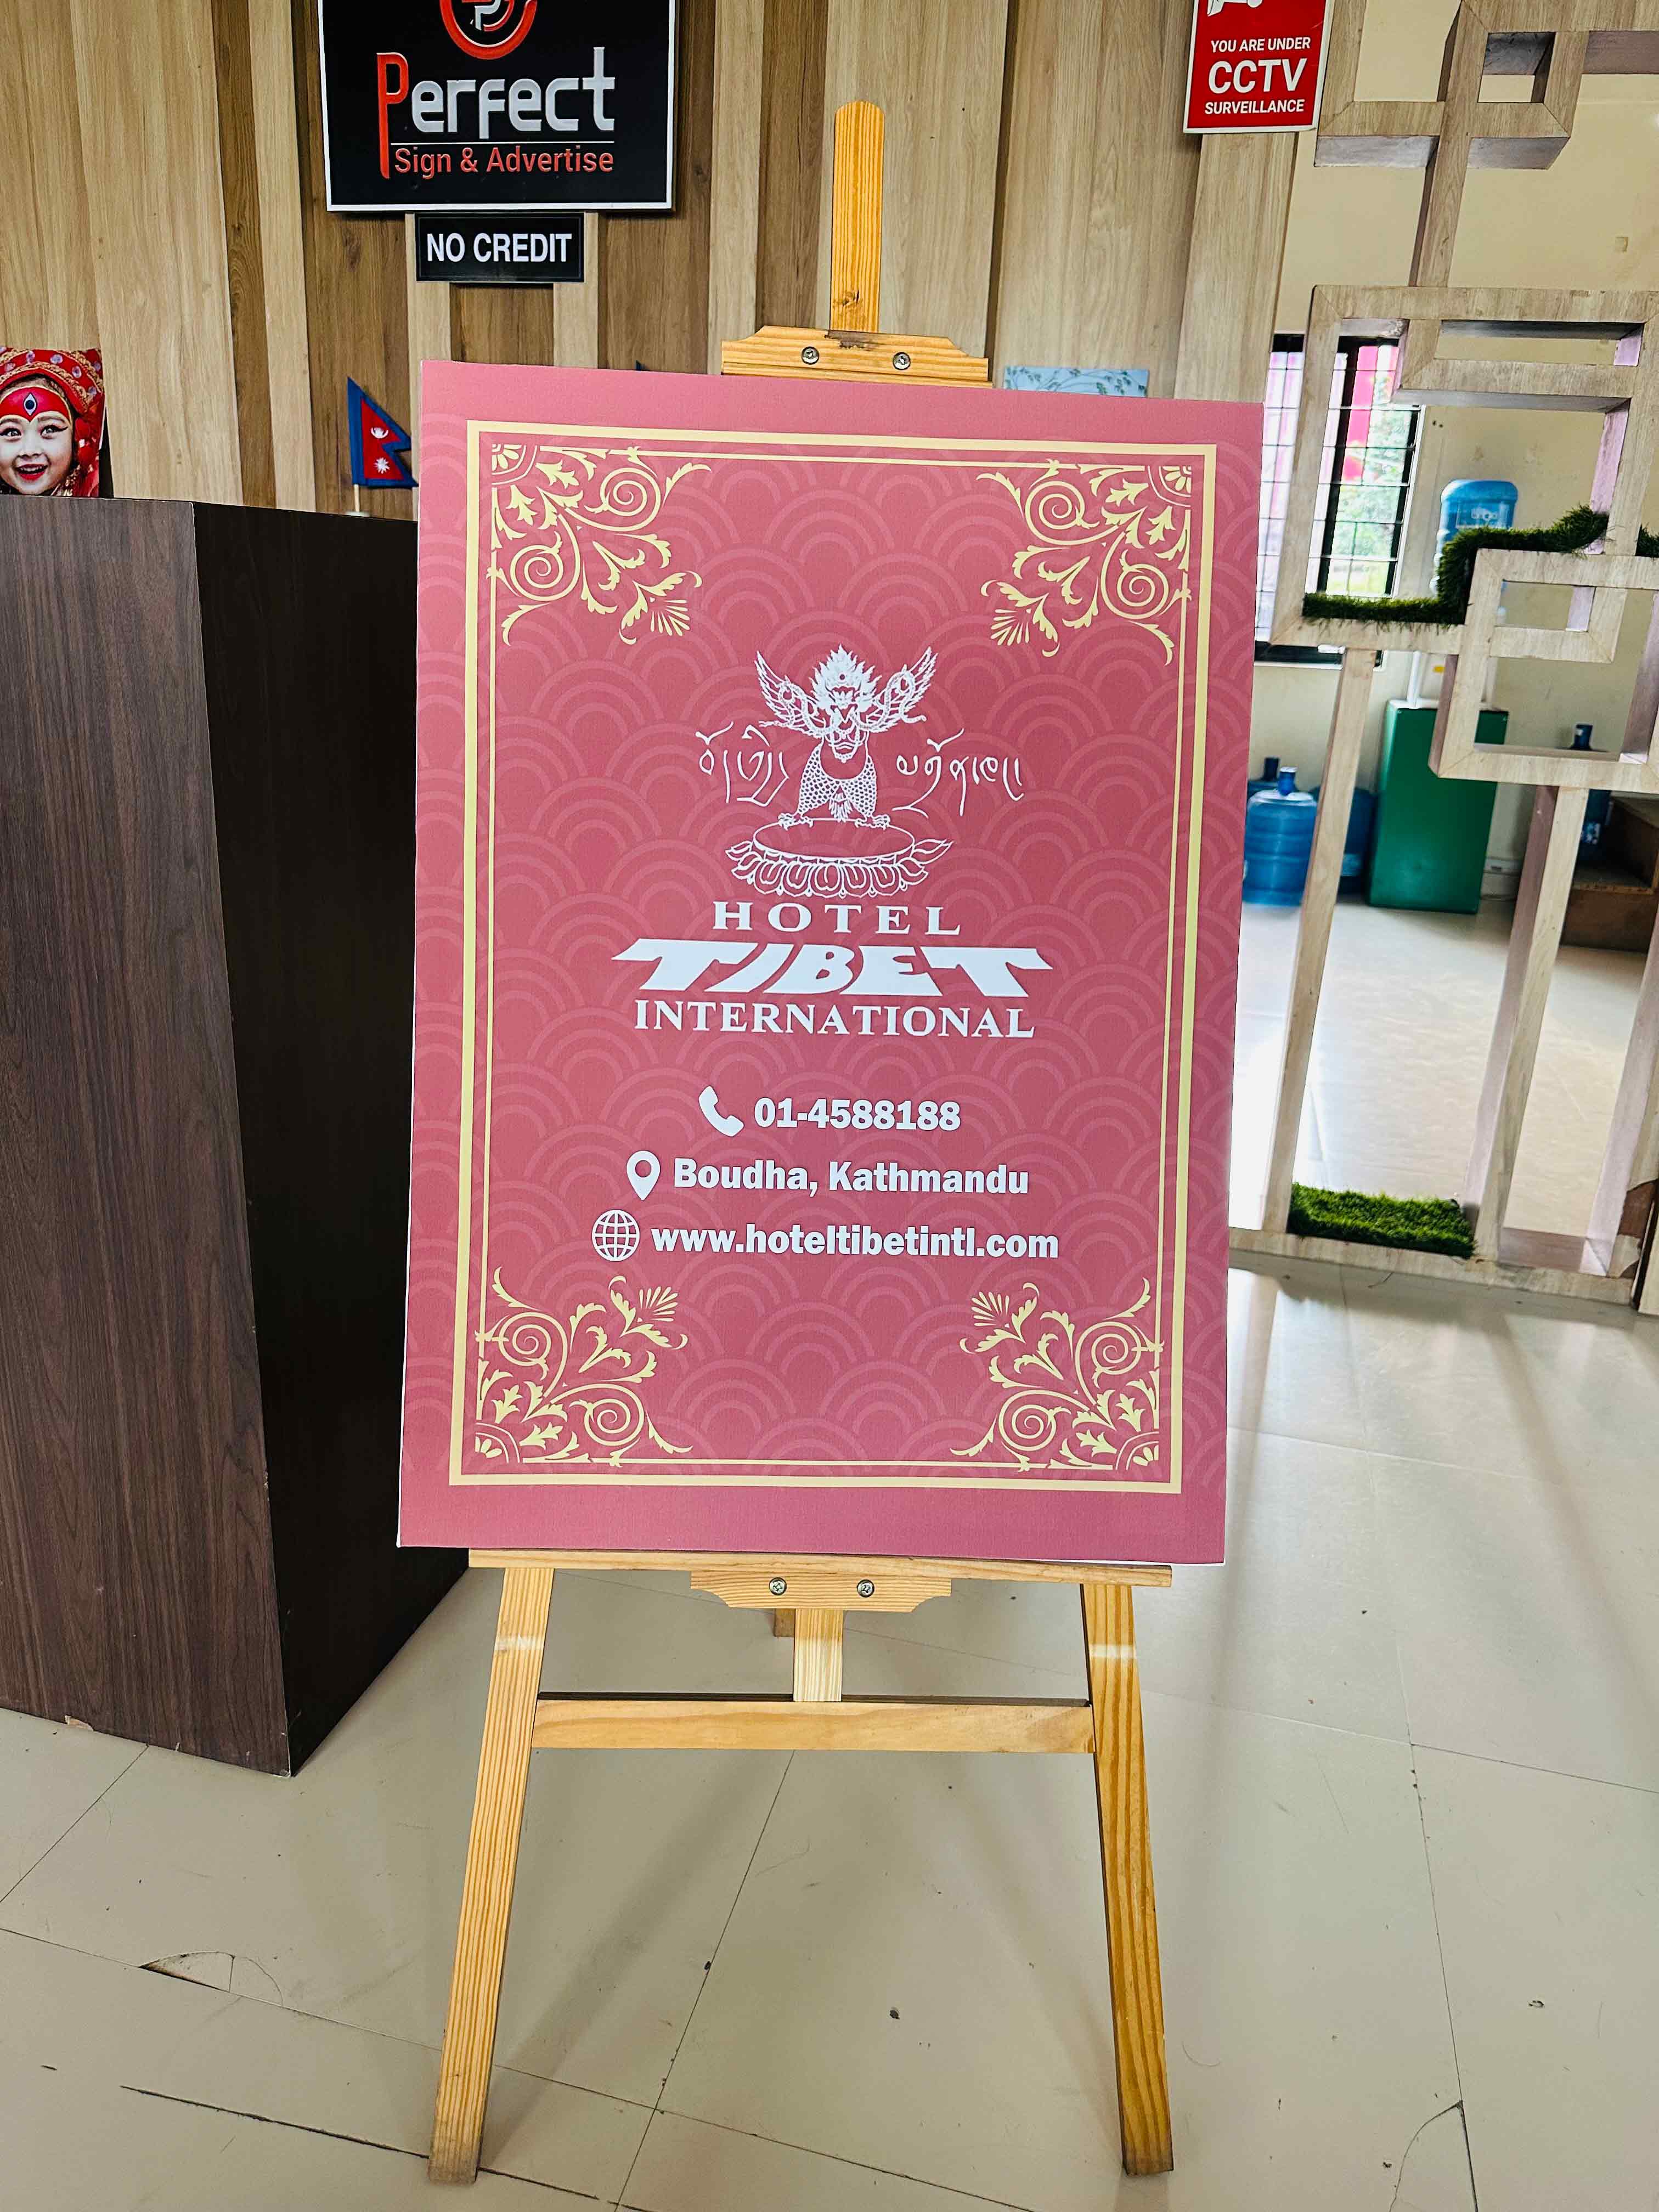 Perfect
Sign & Advertise
NO CREDIT
YOU ARE UNDER
CCTV
SURVEILLANCE
HOTEL
TIBET
INTERNATIONAL
01-4588188
Boudha, Kathmandu
www.hoteltibetintl.com